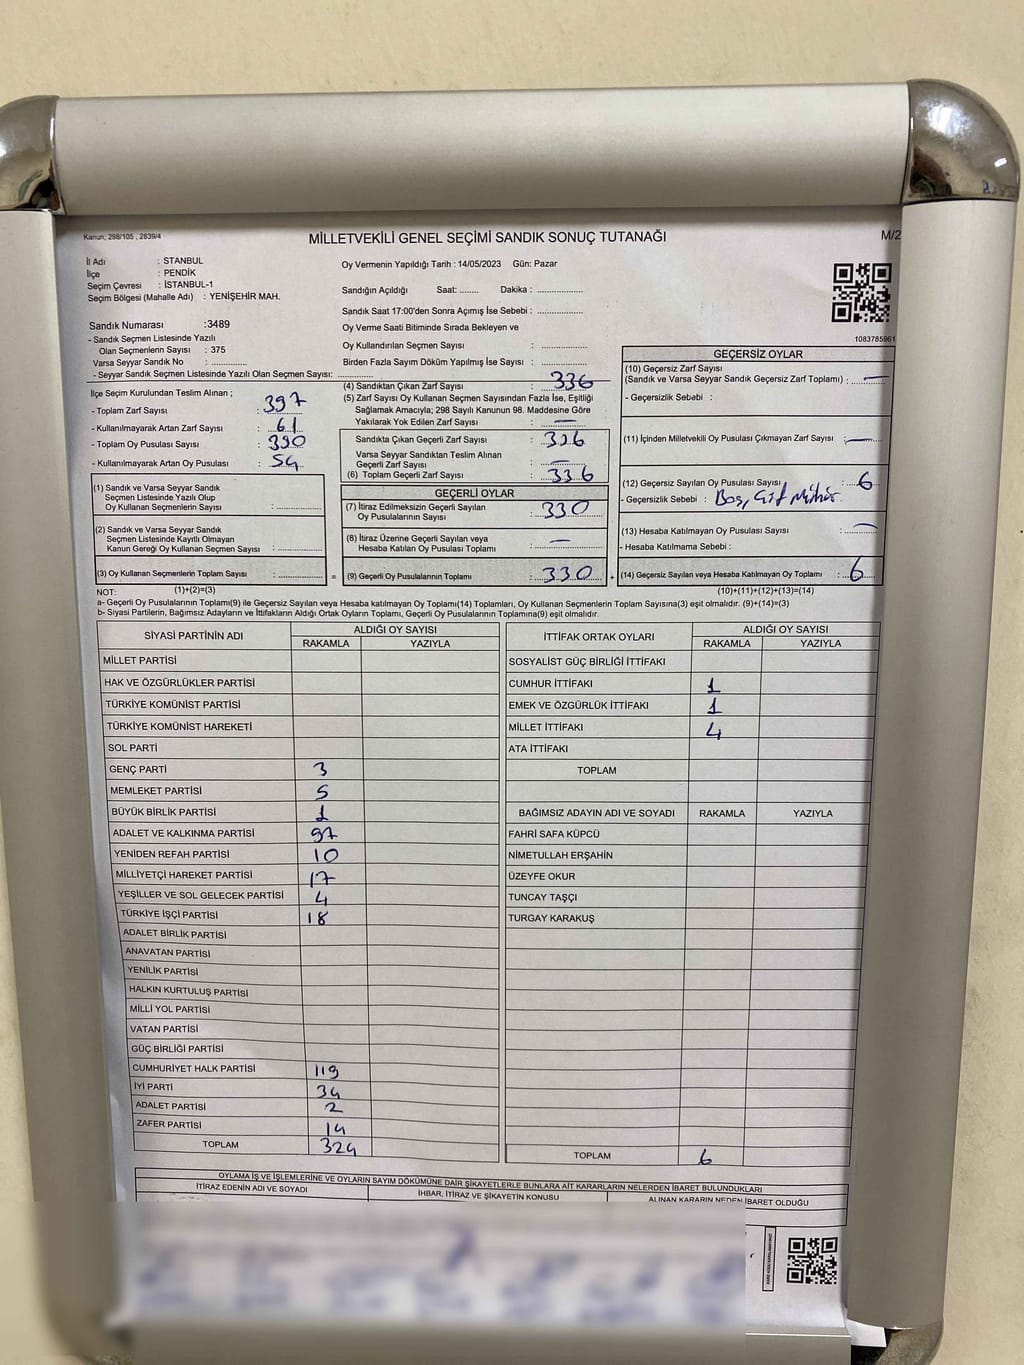 Kanun; 298/105 , 2839/4
MİLLETVEKİLİ GENEL SEÇİMİ SANDIK SONUÇ TUTANAĞI
M/2
İl Adı : STANBUL
İlçe : PENDİK
Seçim Çevresi : İSTANBUL-1
Seçim Bölgesi (Mahalle Adı) : YENİŞEHİR MAH.
Oy Vermenin Yapıldığı Tarih : 14/05/2023 Gün: Pazar
Sandığın Açıldığı Saat: ........ Dakika : ................
Sandık Saat 17:00'den Sonra Açımış İse Sebebi : ................
Oy Verme Saati Bitiminde Sırada Bekleyen ve
Oy Kullandırılan Seçmen Sayısı : ................
Birden Fazla Sayım Döküm Yapılmış İse Sayısı : ................
1083785961
Sandık Numarası :3489
- Sandık Seçmen Listesinde Yazılı
Olan Seçmenlerin Sayısı : 375
Varsa Seyyar Sandık No : ................
- Seyyar Sandık Seçmen Listesinde Yazılı Olan Seçmen Sayısı: ................
İlçe Seçim Kurulundan Teslim Alınan ;
- Toplam Zarf Sayısı : 397
- Kullanılmayarak Artan Zarf Sayısı : 61
- Toplam Oy Pusulası Sayısı : 390
- Kullanılmayarak Artan Oy Pusulası : 54
(1) Sandık ve Varsa Seyyar Sandık
Seçmen Listesinde Yazılı Olup
Oy Kullanan Seçmenlerin Sayısı : ............
(2) Sandık ve Varsa Seyyar Sandık
Seçmen Listesinde Kayıtlı Olmayan
Kanun Gereği Oy Kullanan Seçmen Sayısı : ............
(3) Oy Kullanan Seçmenlerin Toplam Sayısı : ............ =
(4) Sandıktan Çıkan Zarf Sayısı : 336
(5) Zarf Sayısı Oy Kullanan Seçmen Sayısından Fazla İse, Eşitliği
Sağlamak Amacıyla; 298 Sayılı Kanunun 98. Maddesine Göre
Yakılarak Yok Edilen Zarf Sayısı : —
Sandıkta Çıkan Geçerli Zarf Sayısı : 336
Varsa Seyyar Sandıktan Teslim Alınan
Geçerli Zarf Sayısı : —
(6) Toplam Geçerli Zarf Sayısı : 336
GEÇERLİ OYLAR
(7) İtiraz Edilmeksizin Geçerli Sayılan
Oy Pusulalarının Sayısı : 330
(8) İtiraz Üzerine Geçerli Sayılan veya
Hesaba Katılan Oy Pusulası Toplamı : —
(9) Geçerli Oy Pusulalarının Toplamı : 330 +
GEÇERSİZ OYLAR
(10) Geçersiz Zarf Sayısı
(Sandık ve Varsa Seyyar Sandık Geçersiz Zarf Toplamı) : —
- Geçersizlik Sebebi :
(11) İçinden Milletvekili Oy Pusulası Çıkmayan Zarf Sayısı : —
(12) Geçersiz Sayılan Oy Pusulası Sayısı : 6
- Geçersizlik Sebebi : Boş, Çift Mühür.
(13) Hesaba Katılmayan Oy Pusulası Sayısı : —
- Hesaba Katılmama Sebebi :
(14) Geçersiz Sayılan veya Hesaba Katılmayan Oy Toplamı : 6
NOT: (1)+(2)=(3) (10)+(11)+(12)+(13)=(14)
a- Geçerli Oy Pusulalarının Toplamı(9) ile Geçersiz Sayılan veya Hesaba Katılmayan Oy Toplamı(14) Toplamları, Oy Kullanan Seçmenlerin Toplam Sayısına(3) eşit olmalıdır. (9)+(14)=(3)
b- Siyasi Partilerin, Bağımsız Adayların ve İttifakların Aldığı Ortak Oyların Toplamı, Geçerli Oy Pusulalarının Toplamına(9) eşit olmalıdır.
SİYASİ PARTİNİN ADI ALDIĞI OY SAYISI
RAKAMLA YAZIYLA
MİLLET PARTİSİ
HAK VE ÖZGÜRLÜKLER PARTİSİ
TÜRKİYE KOMÜNİST PARTİSİ
TÜRKİYE KOMÜNİST HAREKETİ
SOL PARTİ
GENÇ PARTİ 3
MEMLEKET PARTİSİ 5
BÜYÜK BİRLİK PARTİSİ 1
ADALET VE KALKINMA PARTİSİ 97
YENİDEN REFAH PARTİSİ 10
MİLLİYETÇİ HAREKET PARTİSİ 17
YEŞİLLER VE SOL GELECEK PARTİSİ 4
TÜRKİYE İŞÇİ PARTİSİ 18
ADALET BİRLİK PARTİSİ
ANAVATAN PARTİSİ
YENİLİK PARTİSİ
HALKIN KURTULUŞ PARTİSİ
MİLLİ YOL PARTİSİ
VATAN PARTİSİ
GÜÇ BİRLİĞİ PARTİSİ
CUMHURİYET HALK PARTİSİ 119
İYİ PARTİ 34
ADALET PARTİSİ 2
ZAFER PARTİSİ 14
TOPLAM 324
İTTİFAK ORTAK OYLARI ALDIĞI OY SAYISI
RAKAMLA YAZIYLA
SOSYALİST GÜÇ BİRLİĞİ İTTİFAKI
CUMHUR İTTİFAKI 1
EMEK VE ÖZGÜRLÜK İTTİFAKI 1
MİLLET İTTİFAKI 4
ATA İTTİFAKI
TOPLAM
BAĞIMSIZ ADAYIN ADI VE SOYADI RAKAMLA YAZIYLA
FAHRİ SAFA KÜPCÜ
NİMETULLAH ERŞAHİN
ÜZEYFE OKUR
TUNCAY TAŞÇI
TURGAY KARAKUŞ
TOPLAM 6
OYLAMA İŞ VE İŞLEMLERİNE VE OYLARIN SAYIM DÖKÜMÜNE DAİR ŞİKAYETLERLE BUNLARA AİT KARARLARIN NELERDEN İBARET BULUNDUKLARI
İTİRAZ EDENİN ADI VE SOYADI İHBAR, İTİRAZ VE ŞİKAYETİN KONUSU ALINAN KARARIN NEDEN İBARET OLDUĞU